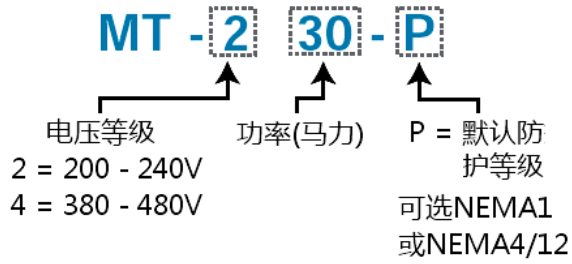 MT - 2 30 - P
电压等级
2 = 200 - 240V
4 = 380 - 480V
功率(马力)
P = 默认防
护等级
可选NEMA1
或NEMA4/12